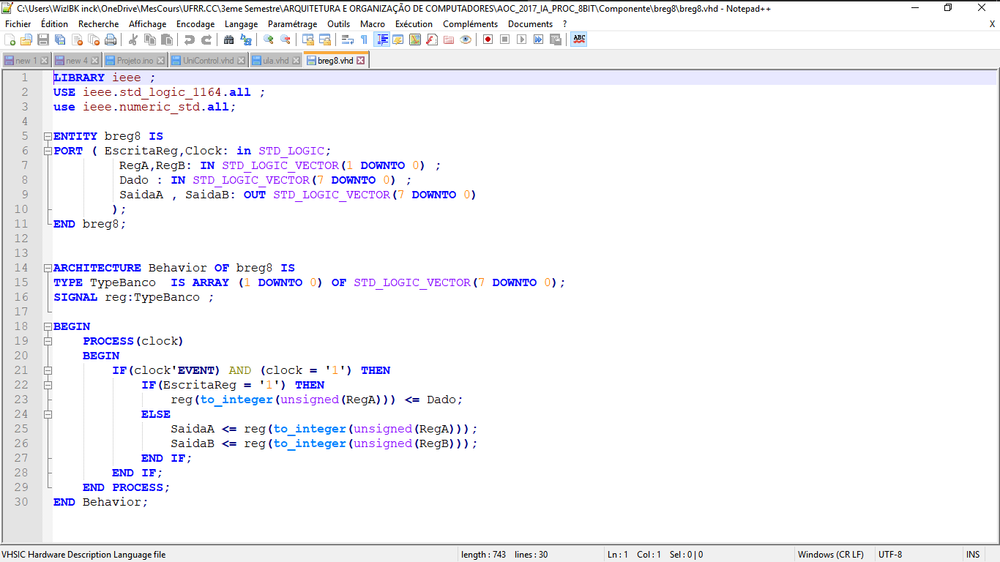 C:\Users\WizIBK inck\OneDrive\MesCours\UFRR.CC\3eme Semestre\ARQUITETURA E ORGANIZAÇÃO DE COMPUTADORES\AOC_2017_IA_PROC_8BIT\Componente\breg8\breg8.vhd - Notepad++
Fichier Édition Recherche Affichage Encodage Langage Paramétrage Outils Macro Exécution Compléments Documents ? X
ABC
new 1 new 4 Projeto.ino UniControl.vhd ula.vhd breg8.vhd
1 LIBRARY ieee ;
2 USE ieee.std_logic_1164.all ;
3 use ieee.numeric_std.all;
4
5 ENTITY breg8 IS
6 PORT ( EscritaReg,Clock: in STD_LOGIC;
7 RegA,RegB: IN STD_LOGIC_VECTOR(1 DOWNTO 0) ;
8 Dado : IN STD_LOGIC_VECTOR(7 DOWNTO 0) ;
9 SaidaA , SaidaB: OUT STD_LOGIC_VECTOR(7 DOWNTO 0)
10 );
11 END breg8;
12
13
14 ARCHITECTURE Behavior OF breg8 IS
15 TYPE TypeBanco IS ARRAY (1 DOWNTO 0) OF STD_LOGIC_VECTOR(7 DOWNTO 0);
16 SIGNAL reg:TypeBanco ;
17
18 BEGIN
19 PROCESS(clock)
20 BEGIN
21 IF(clock'EVENT) AND (clock = '1') THEN
22 IF(EscritaReg = '1') THEN
23 reg(to_integer(unsigned(RegA))) <= Dado;
24 ELSE
25 SaidaA <= reg(to_integer(unsigned(RegA)));
26 SaidaB <= reg(to_integer(unsigned(RegB)));
27 END IF;
28 END IF;
29 END PROCESS;
30 END Behavior;
VHSIC Hardware Description Language file length : 743 lines : 30 Ln : 1 Col : 1 Sel : 0 | 0 Windows (CR LF) UTF-8 INS